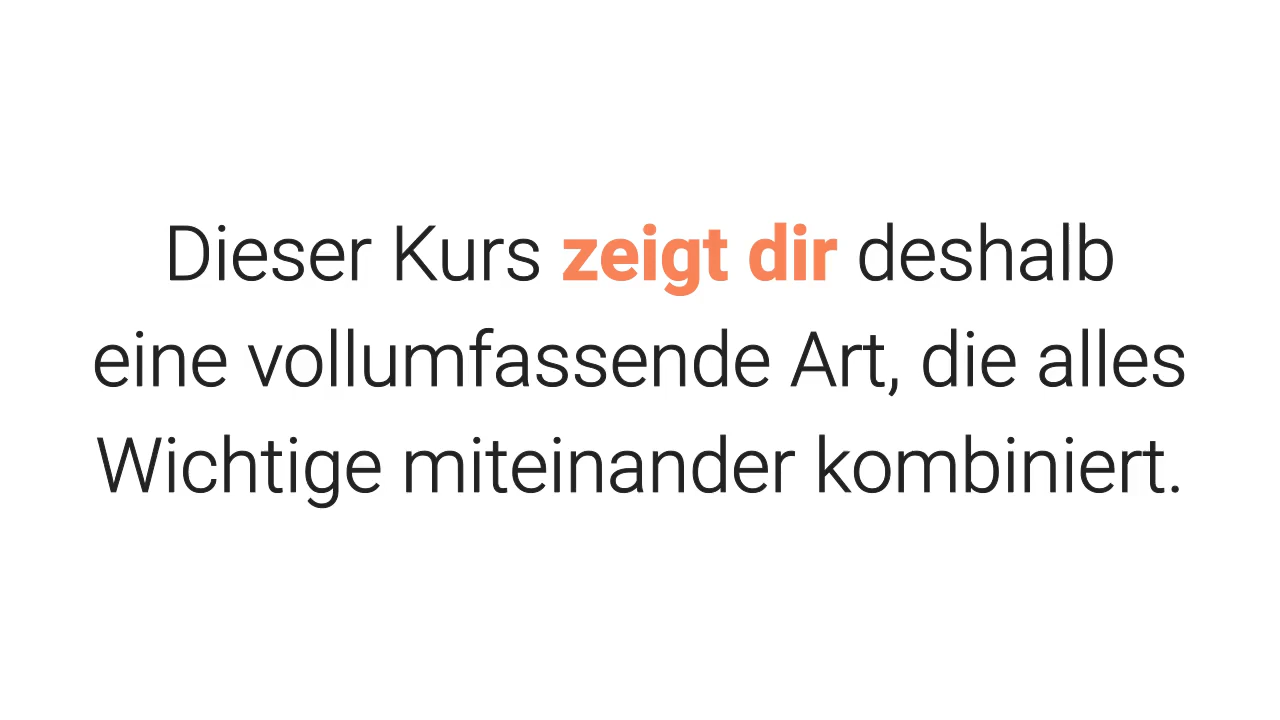 Dieser Kurs zeigt dir deshalb
eine vollumfassende Art, die alles
Wichtige miteinander kombiniert.